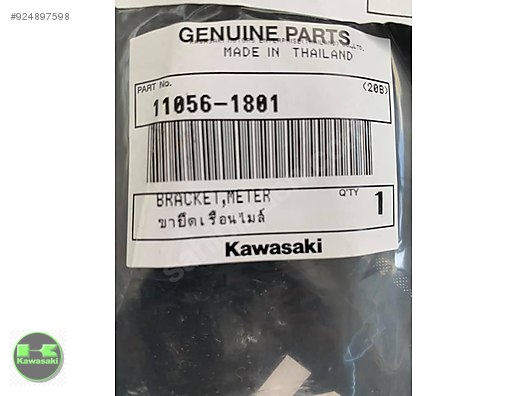 #924897598
GENUINE PARTS
MADE IN THAILAND
PART No.
(20B)
11056-1801
BRACKET,METER
Q'TY
1
ขายึดเรือนไมล์
Kawasaki
Kawasaki